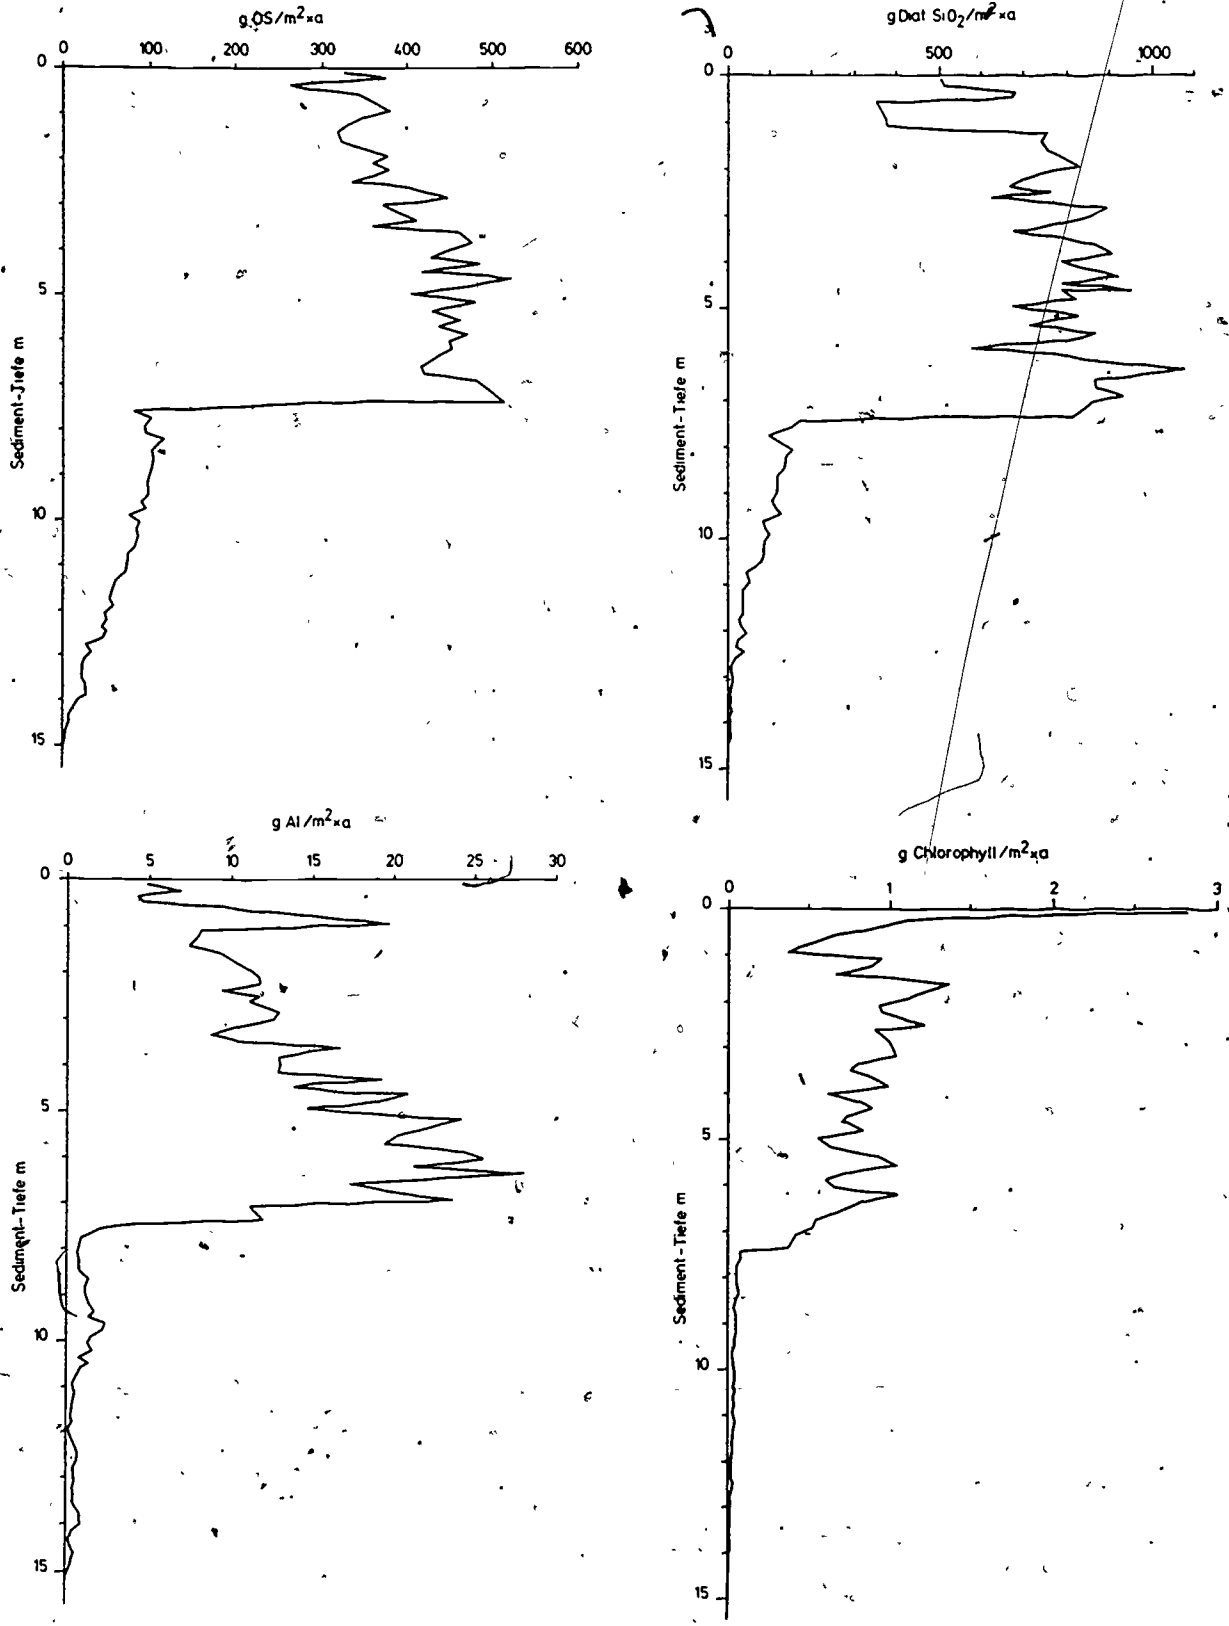 g OS/m²×a
0 100 200 300 400 500 600
0
5
10
15
Sediment-Tiefe m
g Diat SiO₂/m²×a
0 500 1000
0
5
10
15
Sediment-Tiefe m
g Al/m²×a
0 5 10 15 20 25 30
0
5
10
15
Sediment-Tiefe m
g Chlorophyll/m²×a
0 1 2 3
0
5
10
15
Sediment-Tiefe m